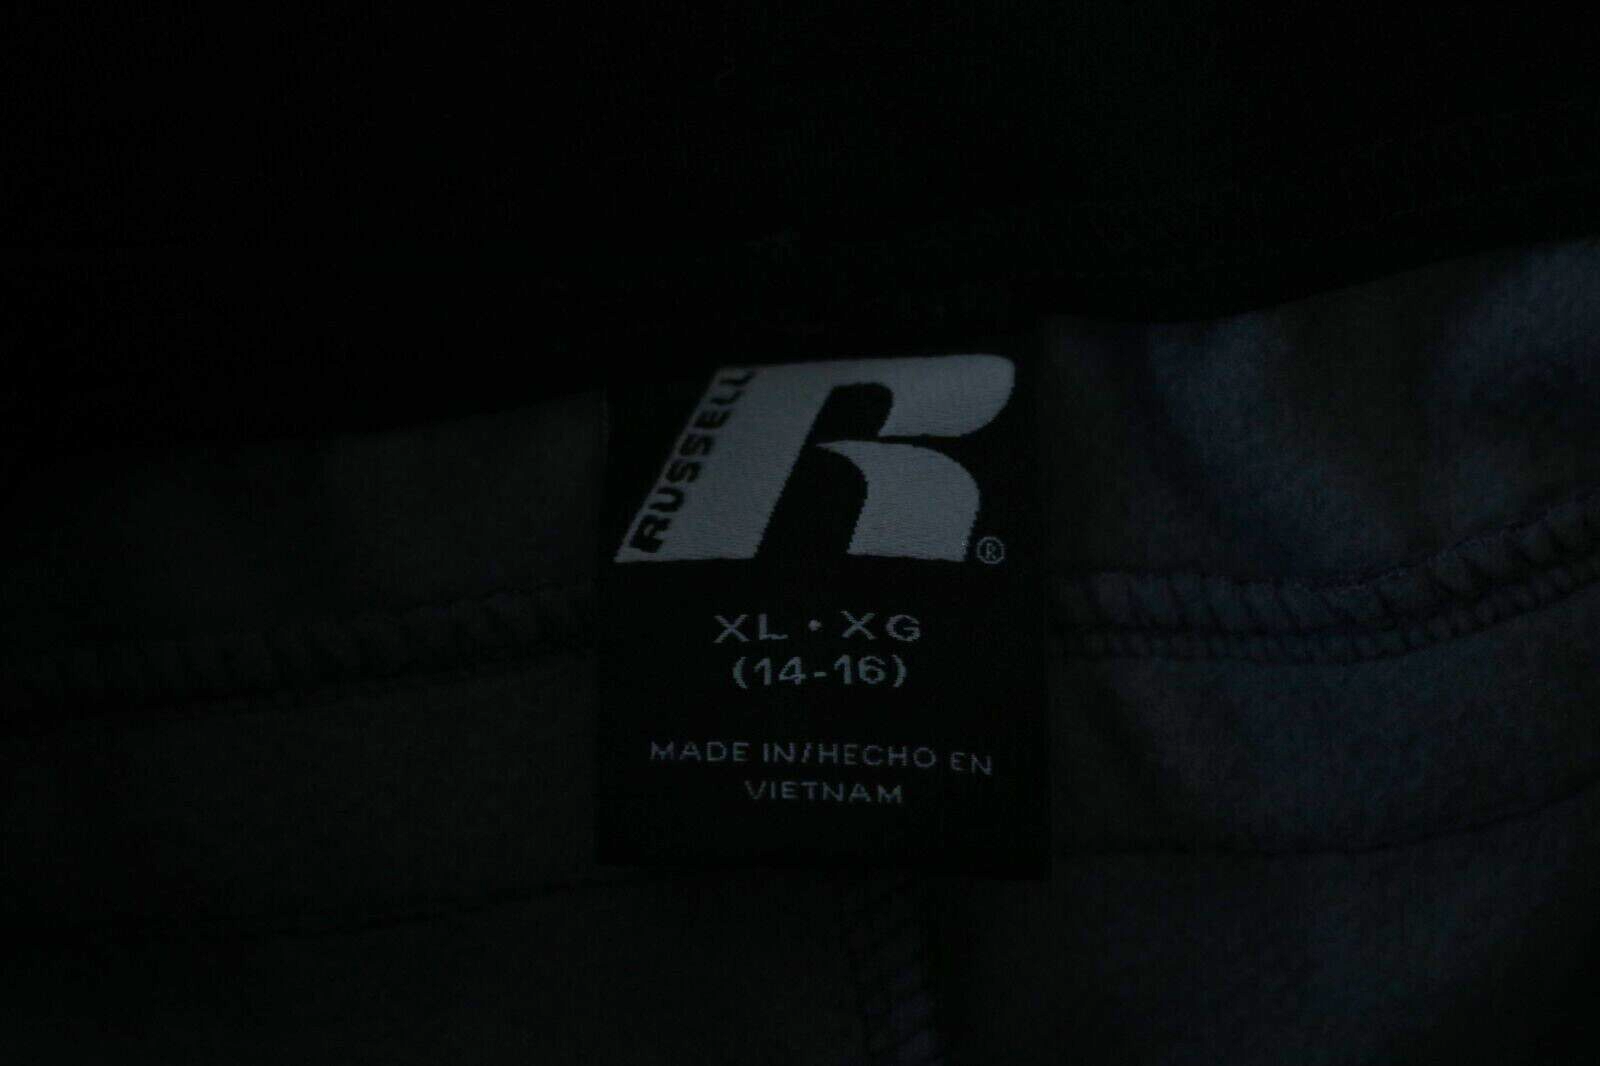 RUSSELL
R
®
XL • XG
(14-16)
MADE IN/HECHO EN
VIETNAM